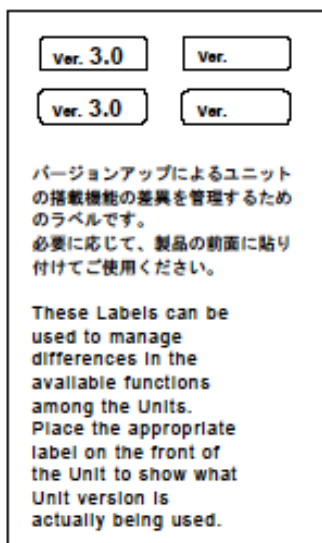 Ver. 3.0 Ver.
Ver. 3.0 Ver.
バージョンアップによるユニット
の搭載機能の差異を管理するため
のラベルです。
必要に応じて、製品の前面に貼り
付けてご使用ください。
These Labels can be
used to manage
differences in the
available functions
among the Units.
Place the appropriate
label on the front of
the Unit to show what
Unit version is
actually being used.